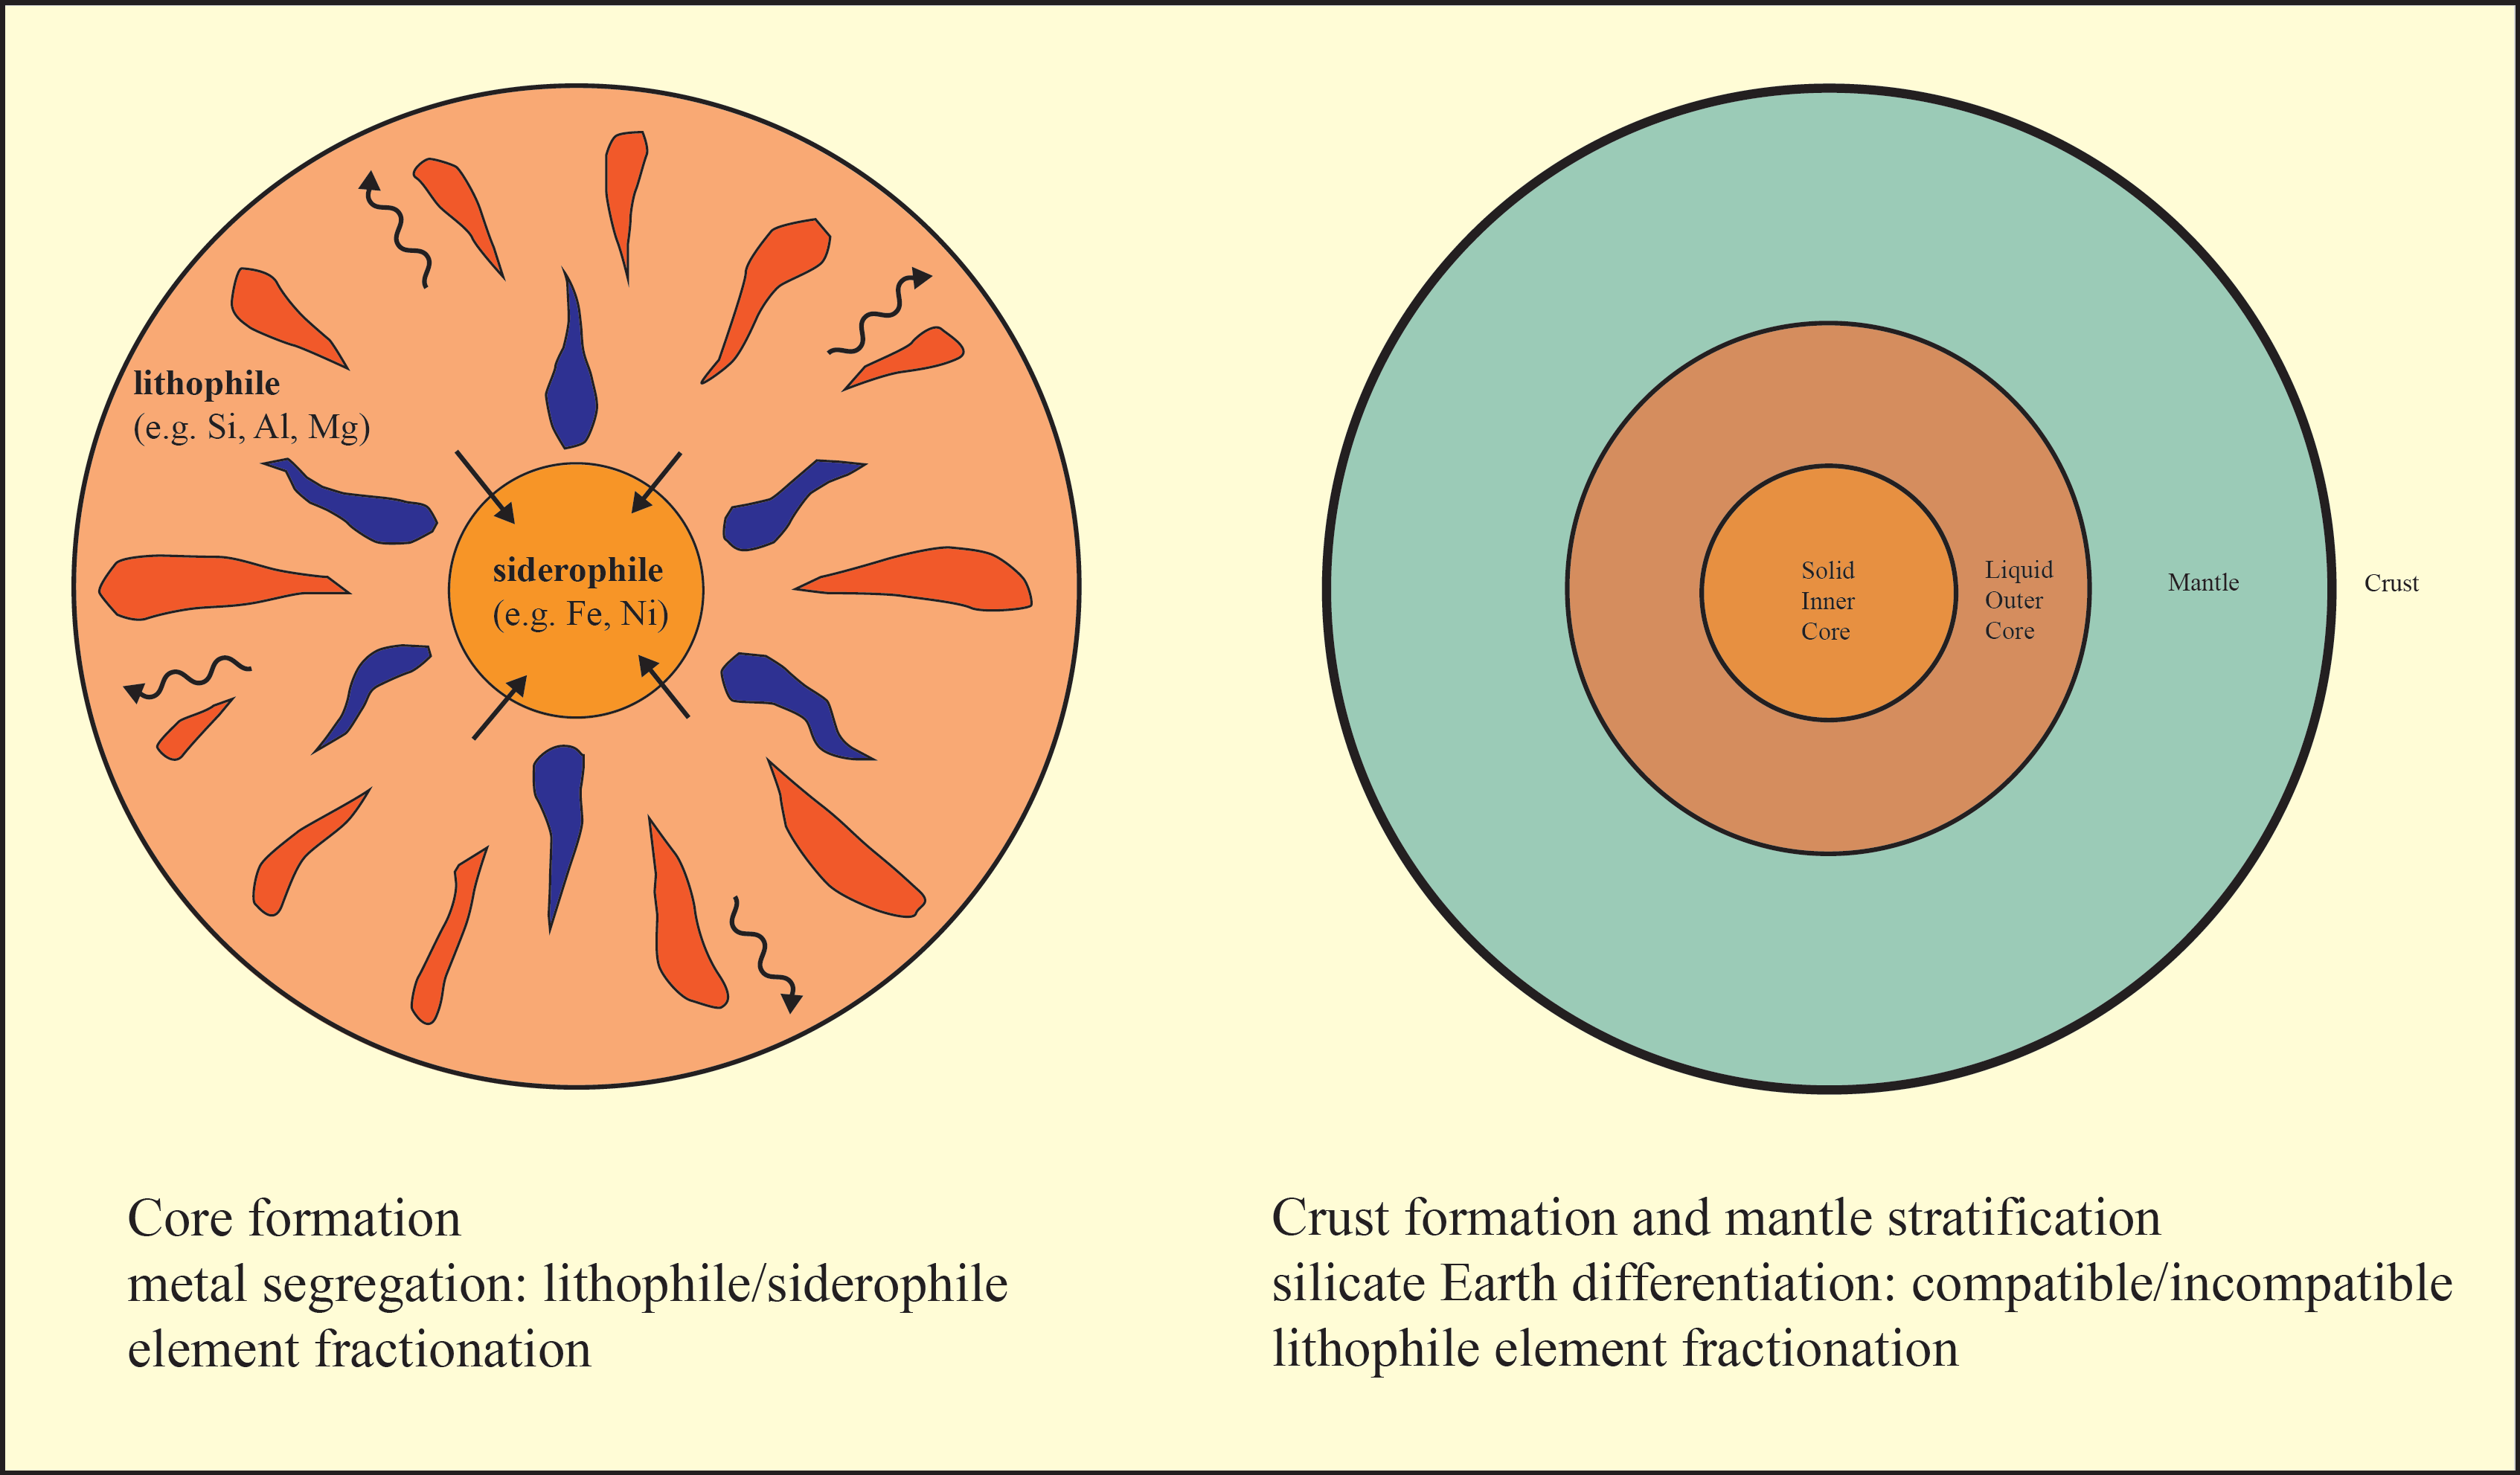 lithophile
(e.g. Si, Al, Mg)
siderophile
(e.g. Fe, Ni)
Core formation
metal segregation: lithophile/siderophile
element fractionation
Solid
Inner
Core
Liquid
Outer
Core
Mantle
Crust
Crust formation and mantle stratification
silicate Earth differentiation: compatible/incompatible
lithophile element fractionation